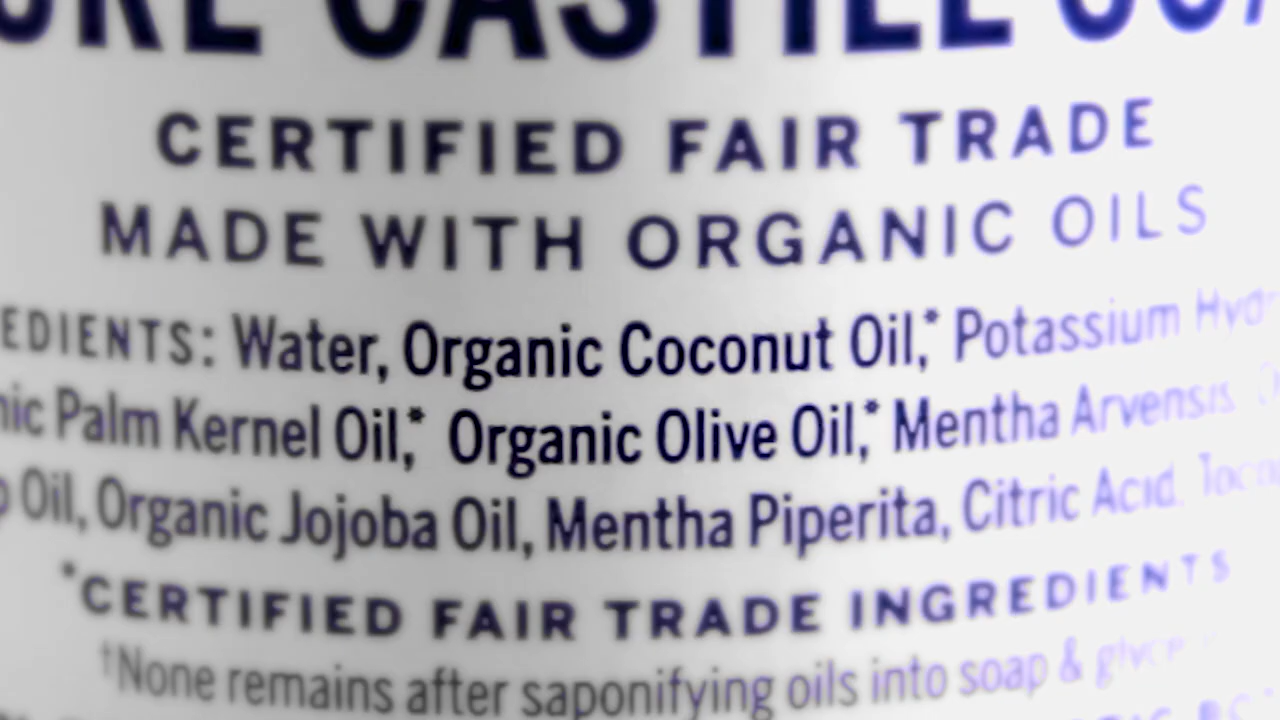 CASTILE
CERTIFIED FAIR TRADE
MADE WITH ORGANIC OILS
EDIENTS: Water, Organic Coconut Oil,* Potassium
Palm Kernel Oil,* Organic Olive Oil,* Mentha Arvensis
Oil, Organic Jojoba Oil, Mentha Piperita, Citric Acid,
*CERTIFIED FAIR TRADE INGREDIENTS
†None remains after saponifying oils into soap &